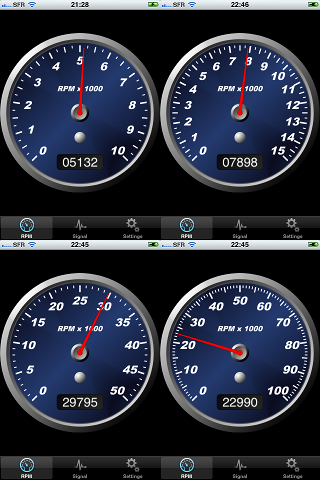 SFR 21:28
5
4 6
3 7
RPM x 1000
2 8
1 9
0 10
05132
RPM Signal Settings
SFR 22:46
7 8
6 9
5 10
4 11
RPM x 1000
3 12
2 13
1 14
0 15
07898
RPM Signal Settings
SFR 22:45
25
20 30
15 35
RPM x 1000
10 40
5 45
0 50
29795
RPM Signal Settings
SFR 22:45
50
40 60
30 70
RPM x 1000
20 80
10 90
0 100
22990
RPM Signal Settings